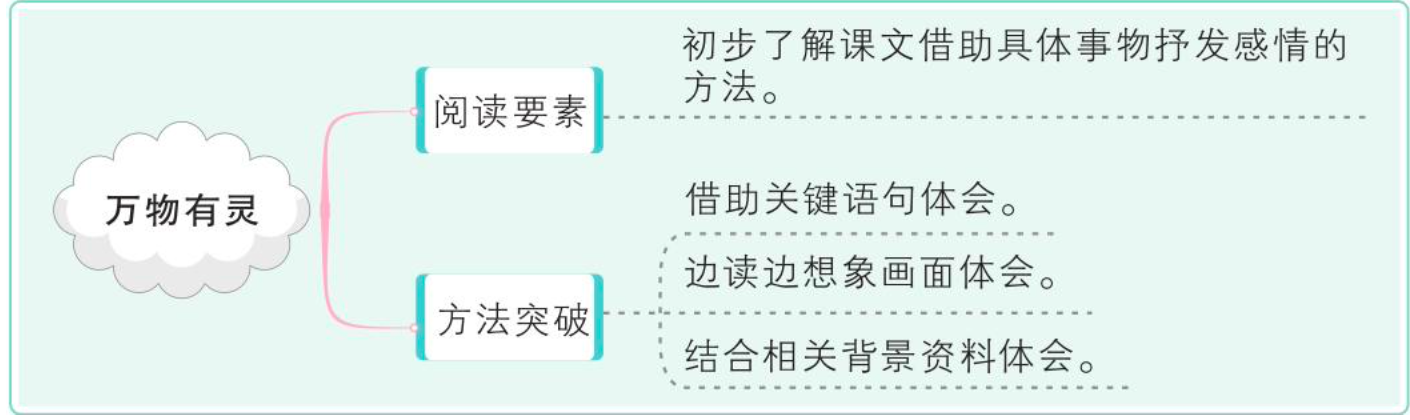 万物有灵
阅读要素
初步了解课文借助具体事物抒发感情的
方法。
方法突破
借助关键语句体会。
边读边想象画面体会。
结合相关背景资料体会。